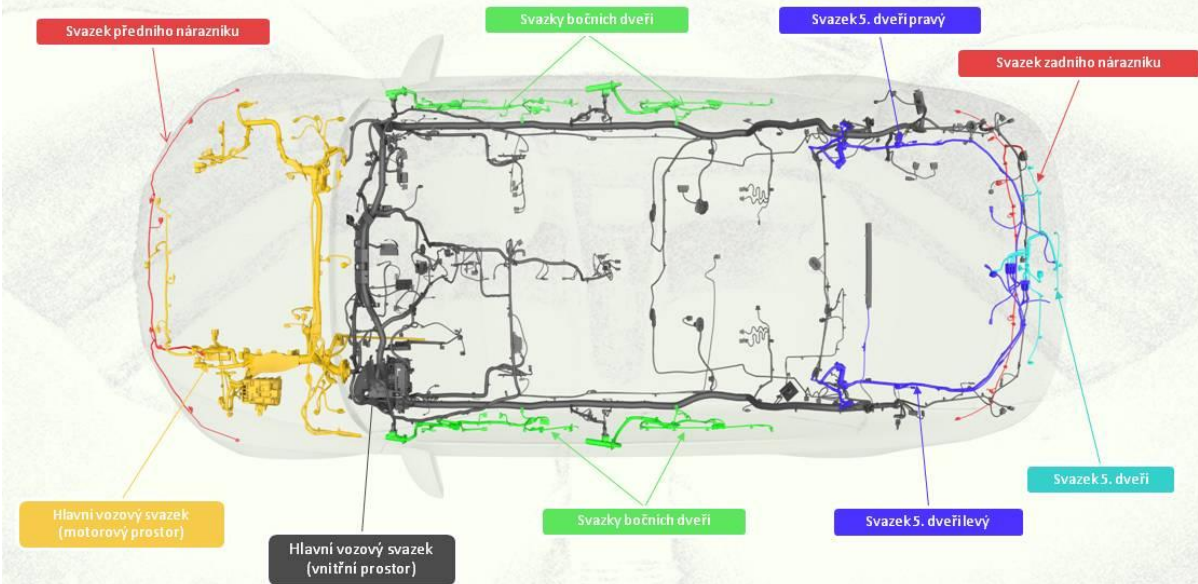 Svazek předního nárazníku
Svazky bočních dveří
Svazek 5. dveří pravý
Svazek zadního nárazníku
Svazek 5. dveří
Hlavní vozový svazek
(motorový prostor)
Hlavní vozový svazek
(vnitřní prostor)
Svazky bočních dveří
Svazek 5. dveří levý